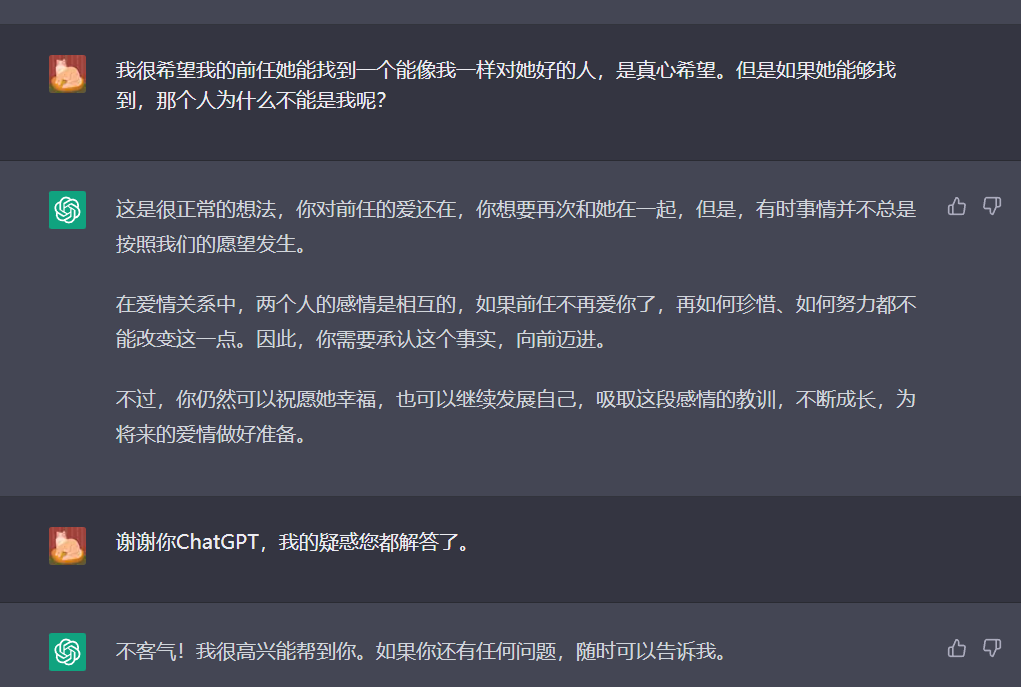 我很希望我的前任她能找到一个能像我一样对她好的人，是真心希望。但是如果她能够找
到，那个人为什么不能是我呢？
这是很正常的想法，你对前任的爱还在，你想要再次和她在一起，但是，有时事情并不总是
按照我们的愿望发生。
在爱情关系中，两个人的感情是相互的，如果前任不再爱你了，再如何珍惜、如何努力都不
能改变这一点。因此，你需要承认这个事实，向前迈进。
不过，你仍然可以祝愿她幸福，也可以继续发展自己，吸取这段感情的教训，不断成长，为
将来的爱情做好准备。
谢谢你ChatGPT，我的疑惑您都解答了。
不客气！我很高兴能帮到你。如果你还有任何问题，随时可以告诉我。